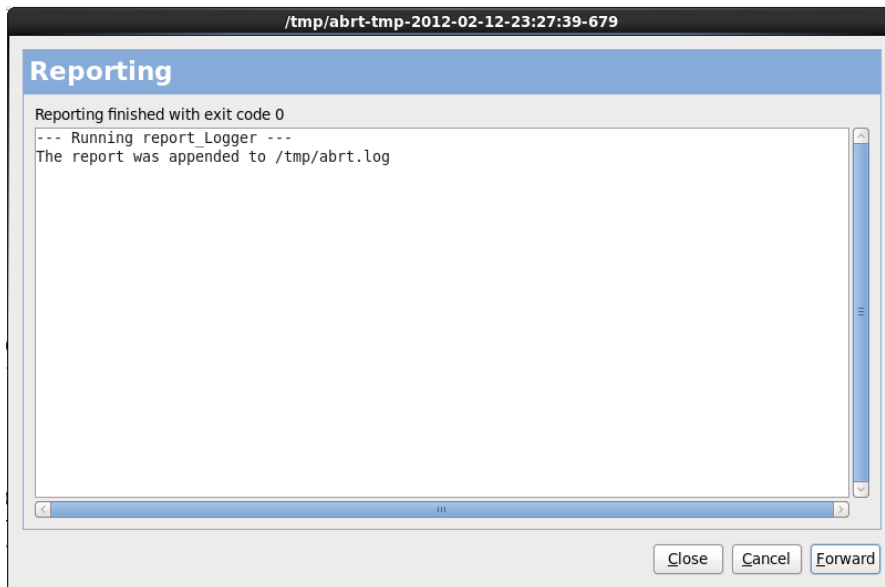 /tmp/abrt-tmp-2012-02-12-23:27:39-679
Reporting
Reporting finished with exit code 0
--- Running report_Logger ---
The report was appended to /tmp/abrt.log
Close Cancel Forward